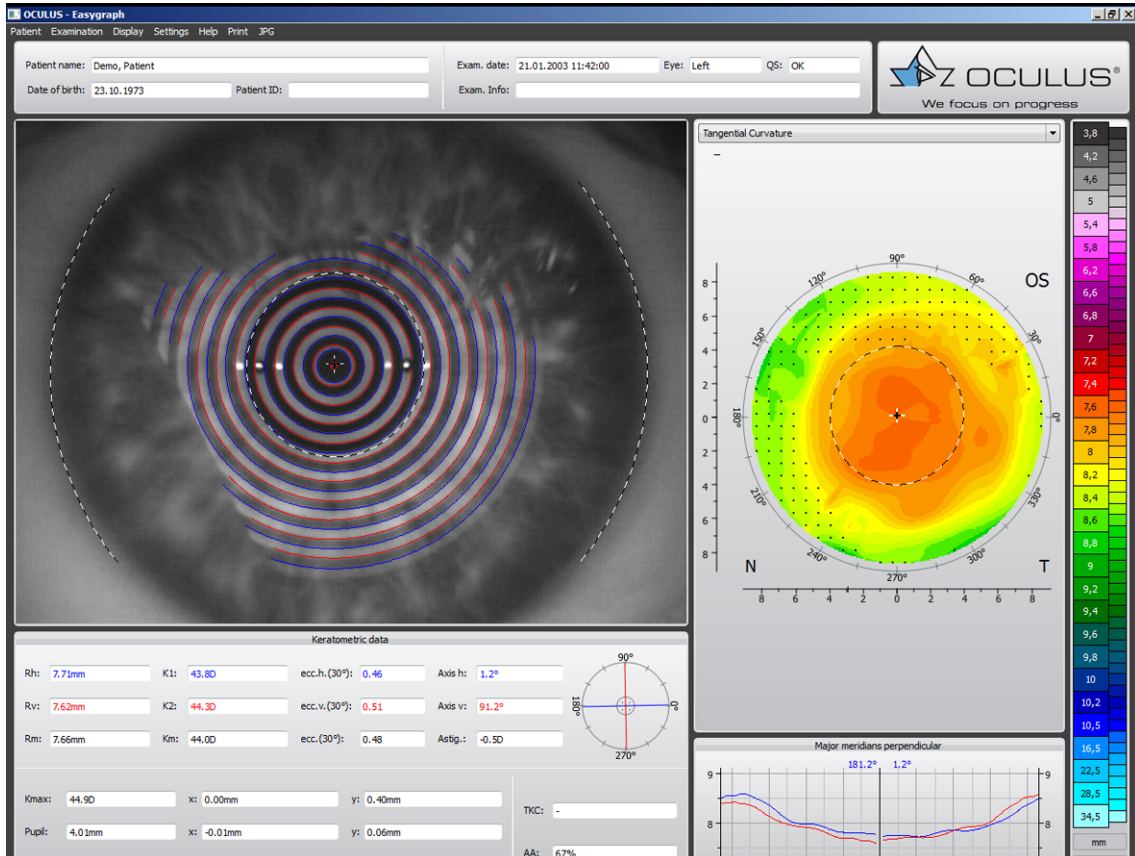 OCULUS - Easygraph
Patient Examination Display Settings Help Print JPG
Patient name: Demo, Patient
Exam. date: 21.01.2003 11:42:00 Eye: Left QS: OK
Date of birth: 23.10.1973 Patient ID:
Exam. Info:
OCULUS®
We focus on progress
Tangential Curvature
OS
90°
120° 60°
150° 30°
180° 0°
210° 330°
240° 300°
270°
N T
8
6
4
2
0
2
4
6
8
8 6 4 2 0 2 4 6 8
3,8
4,2
4,6
5
5,4
5,8
6,2
6,6
6,8
7
7,2
7,4
7,6
7,8
8
8,2
8,4
8,6
8,8
9
9,2
9,4
9,6
9,8
10
10,2
10,5
16,5
22,5
28,5
34,5
mm
Keratometric data
Rh: 7.71mm K1: 43.8D ecc.h.(30°): 0.46 Axis h: 1.2°
Rv: 7.62mm K2: 44.3D ecc.v.(30°): 0.51 Axis v: 91.2°
Rm: 7.66mm Km: 44.0D ecc.(30°): 0.48 Astig.: -0.5D
90°
180° 0°
270°
Kmax: 44.9D x: 0.00mm y: 0.40mm
Pupil: 4.01mm x: -0.01mm y: 0.06mm
TKC: -
AA: 67%
Major meridians perpendicular
181.2° 1.2°
9 9
8 8